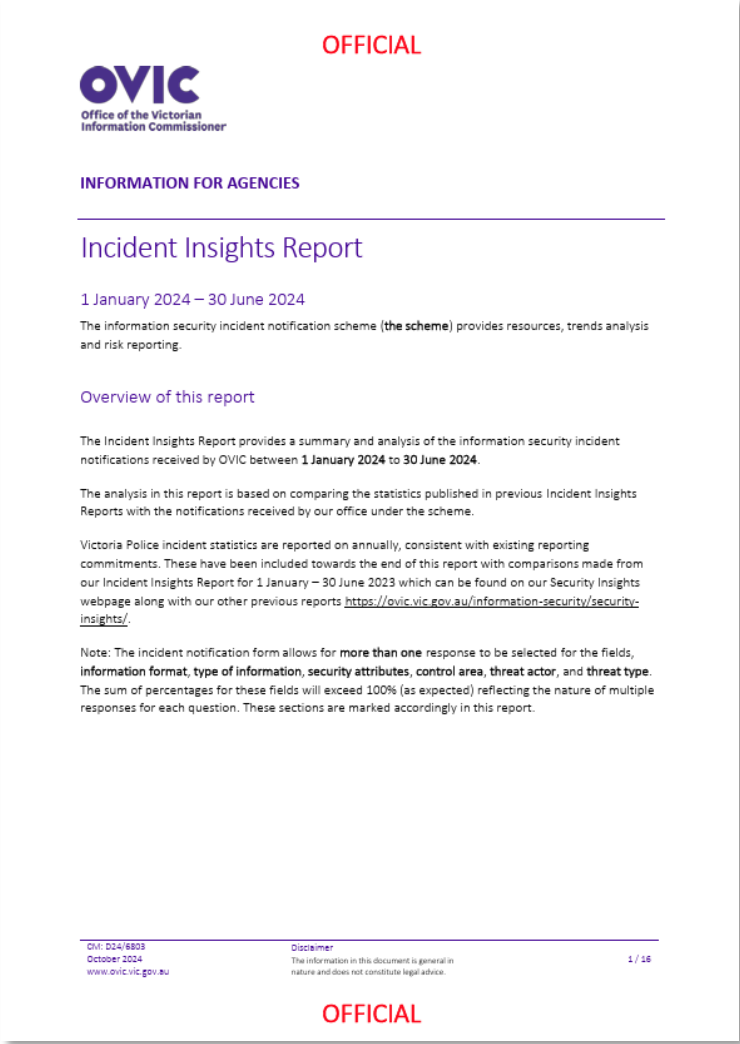 OFFICIAL
OVIC
Office of the Victorian
Information Commissioner
INFORMATION FOR AGENCIES
Incident Insights Report
1 January 2024 – 30 June 2024
The information security incident notification scheme (the scheme) provides resources, trends analysis
and risk reporting.
Overview of this report
The Incident Insights Report provides a summary and analysis of the information security incident
notifications received by OVIC between 1 January 2024 to 30 June 2024.
The analysis in this report is based on comparing the statistics published in previous Incident Insights
Reports with the notifications received by our office under the scheme.
Victoria Police incident statistics are reported on annually, consistent with existing reporting
commitments. These have been included towards the end of this report with comparisons made from
our Incident Insights Report for 1 January – 30 June 2023 which can be found on our Security Insights
webpage along with our other previous reports https://ovic.vic.gov.au/information-security/security-
insights/.
Note: The incident notification form allows for more than one response to be selected for the fields,
information format, type of information, security attributes, control area, threat actor, and threat type.
The sum of percentages for these fields will exceed 100% (as expected) reflecting the nature of multiple
responses for each question. These sections are marked accordingly in this report.
CM: D24/6803
October 2024
www.ovic.vic.gov.au
Disclaimer
The information in this document is general in
nature and does not constitute legal advice.
1 / 16
OFFICIAL